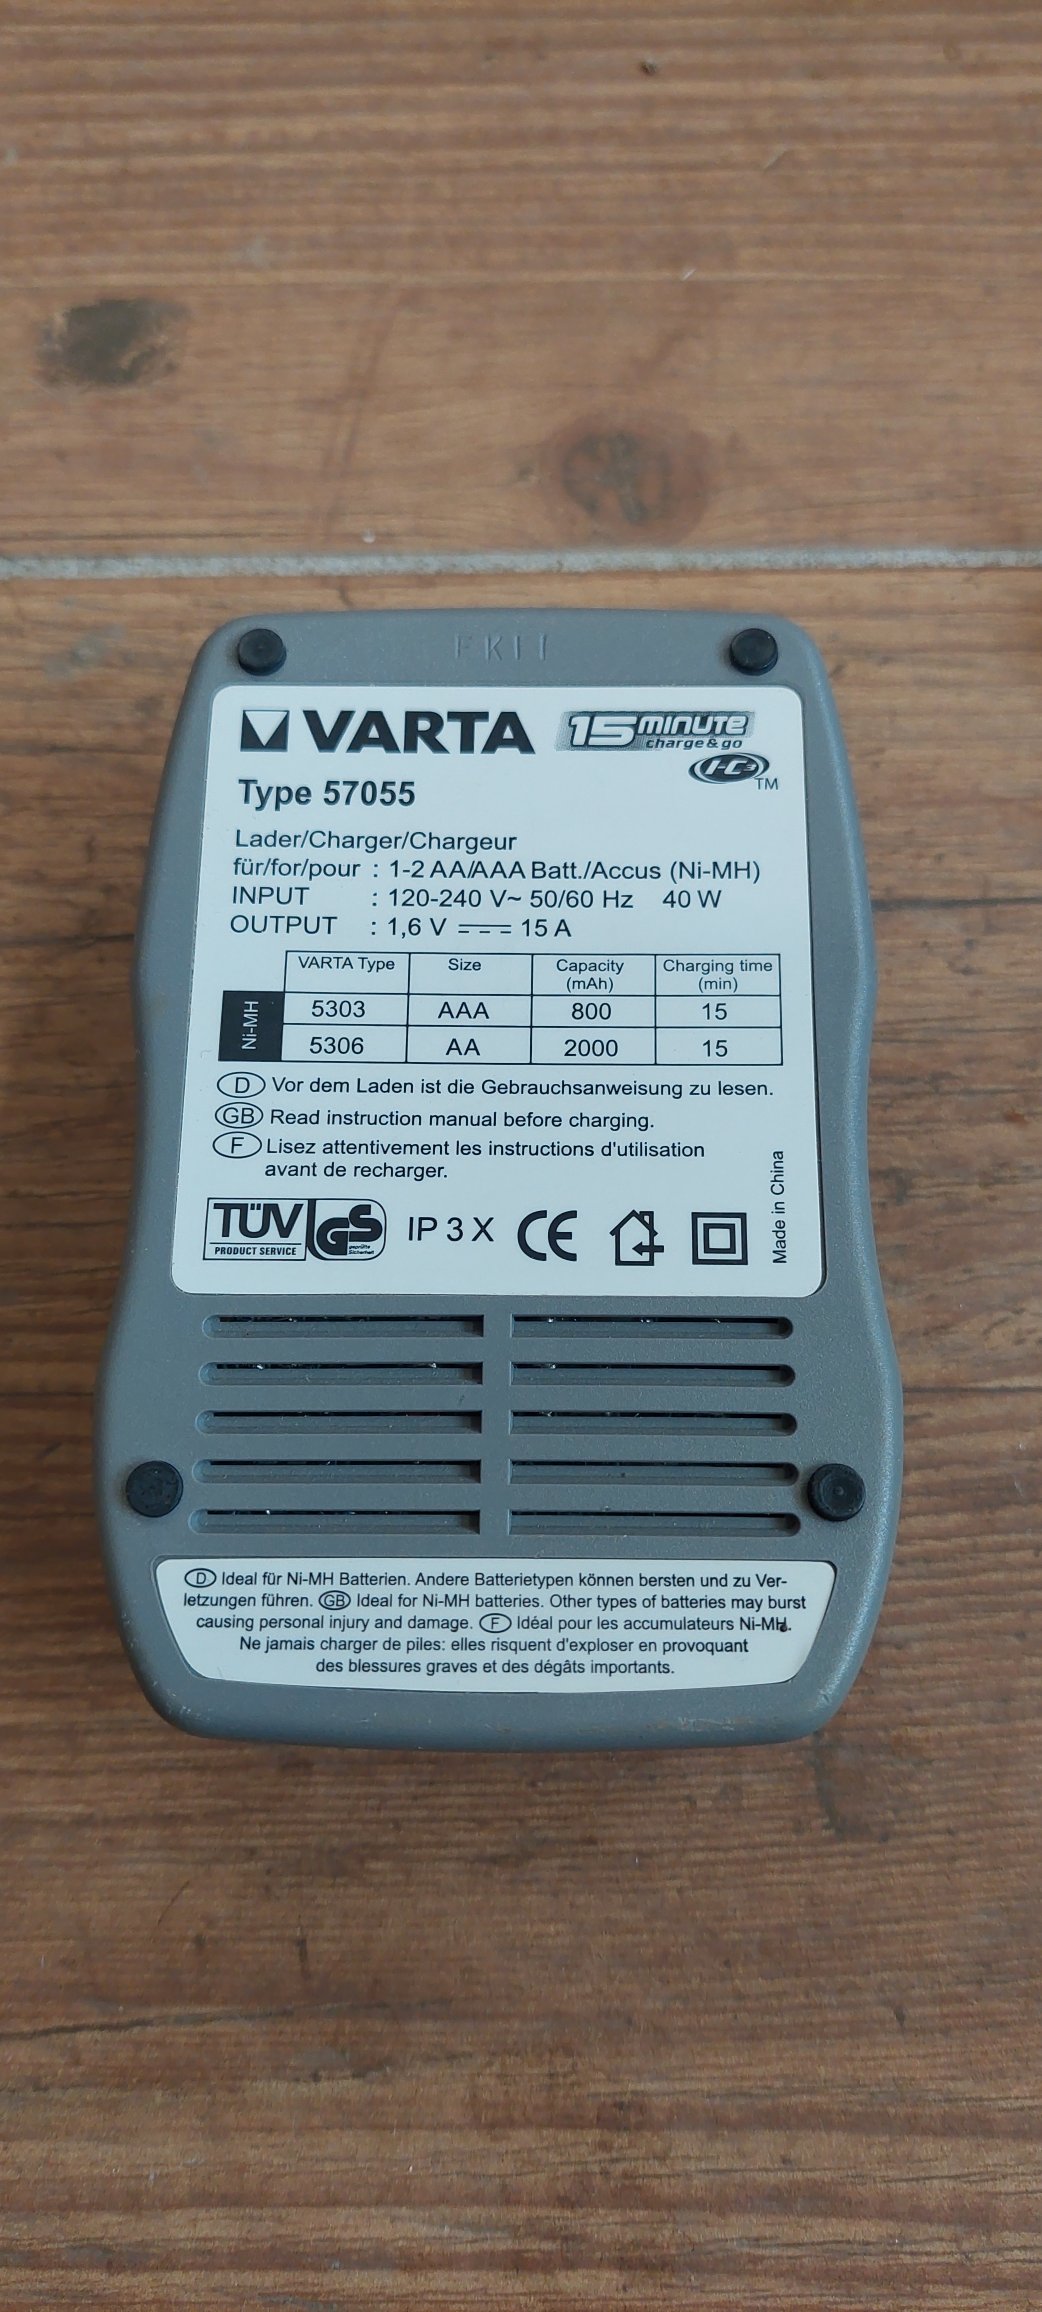 FKII
VARTA
15 minute
charge & go
I-C³ TM
Type 57055
Lader/Charger/Chargeur
für/for/pour : 1-2 AA/AAA Batt./Accus (Ni-MH)
INPUT : 120-240 V~ 50/60 Hz 40 W
OUTPUT : 1,6 V 15 A
VARTA Type Size Capacity (mAh) Charging time (min)
Ni-MH
5303 AAA 800 15
5306 AA 2000 15
D Vor dem Laden ist die Gebrauchsanweisung zu lesen.
GB Read instruction manual before charging.
F Lisez attentivement les instructions d'utilisation
avant de recharger.
TÜV
PRODUCT SERVICE
GS
geprüfte
Sicherheit
IP 3 X CE
Made in China
D Ideal für Ni-MH Batterien. Andere Batterietypen können bersten und zu Ver-
letzungen führen. GB Ideal for Ni-MH batteries. Other types of batteries may burst
causing personal injury and damage. F Idéal pour les accumulateurs Ni-MH.
Ne jamais charger de piles: elles risquent d'exploser en provoquant
des blessures graves et des dégâts importants.